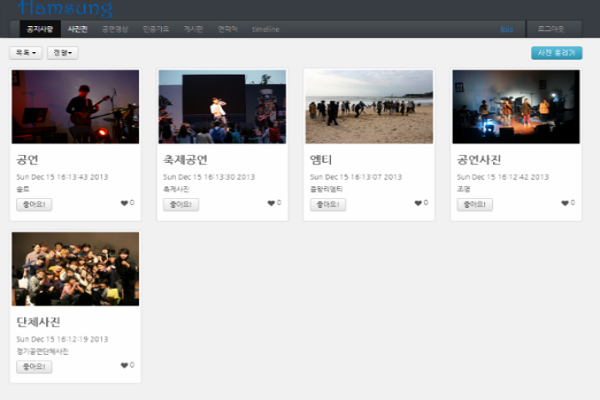 Hamsung
공지사항 사진전 공연영상 인증가도 게시판 연락처 timeline 로그아웃
목록 정렬 사진 올리기
공연 축제공연 엠티 공연사진
Sun Dec 15 16:13:43 2013 Sun Dec 15 16:13:30 2013 Sun Dec 15 16:13:07 2013 Sun Dec 15 16:12:42 2013
솔로 축제사진 을왕리엠티 조명
좋아요! 0 좋아요! 0 좋아요! 0 좋아요! 0
단체사진
Sun Dec 15 16:12:19 2013
정기공연단체사진
좋아요! 0